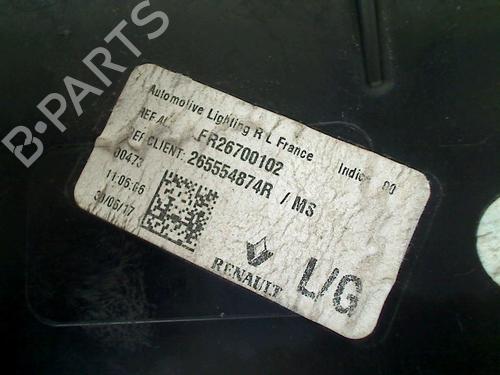 B-PARTS
Automotive Lighting R L France
REF AL FR26700102 Indice 00
REF CLIENT: 265554874R / MS
00473
11:06:06
30/06/17
RENAULT
L/G